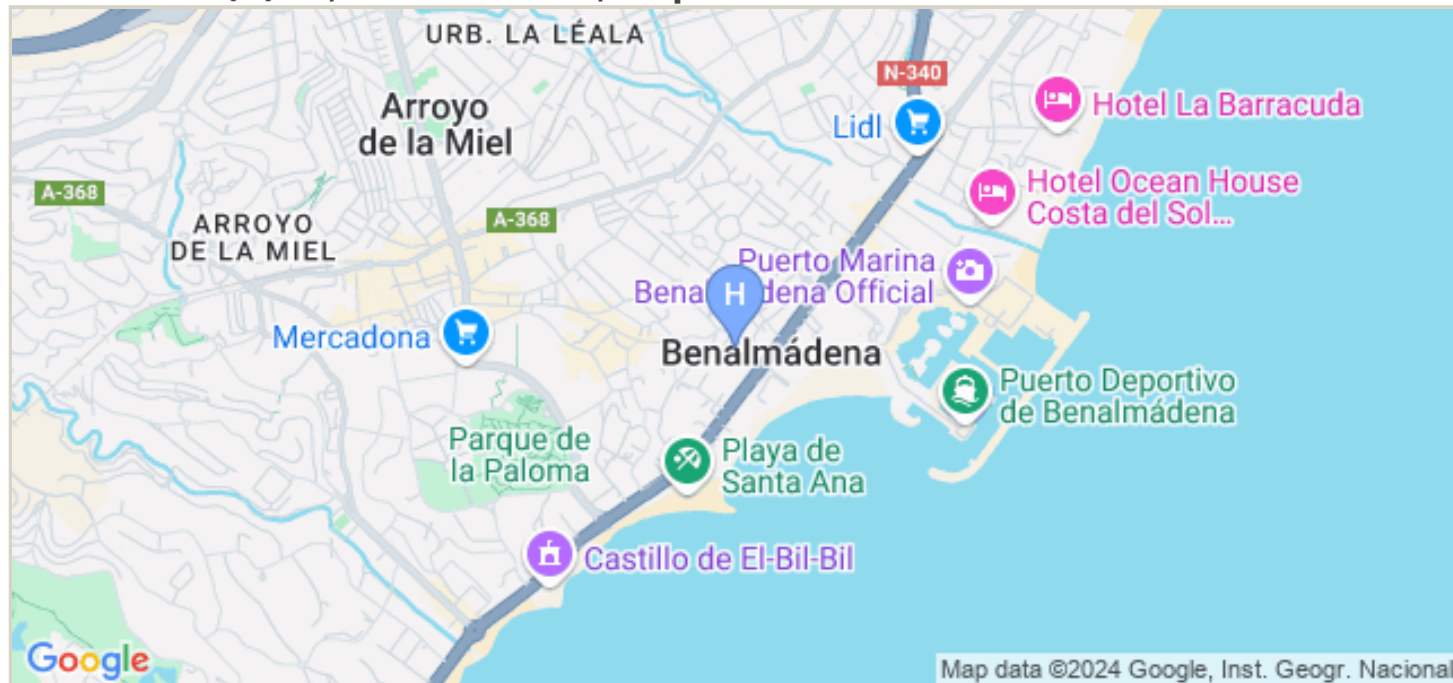 URB. LA LÉALA
N-340
Arroyo
de la Miel
Lidl
Hotel La Barracuda
A-368
Hotel Ocean House
Costa del Sol...
ARROYO
DE LA MIEL
A-368
Puerto Marina
Benalmádena Official
H
Mercadona
Benalmádena
Puerto Deportivo
de Benalmádena
Parque de
la Paloma
Playa de
Santa Ana
Castillo de El-Bil-Bil
Google
Map data ©2024 Google, Inst. Geogr. Nacional